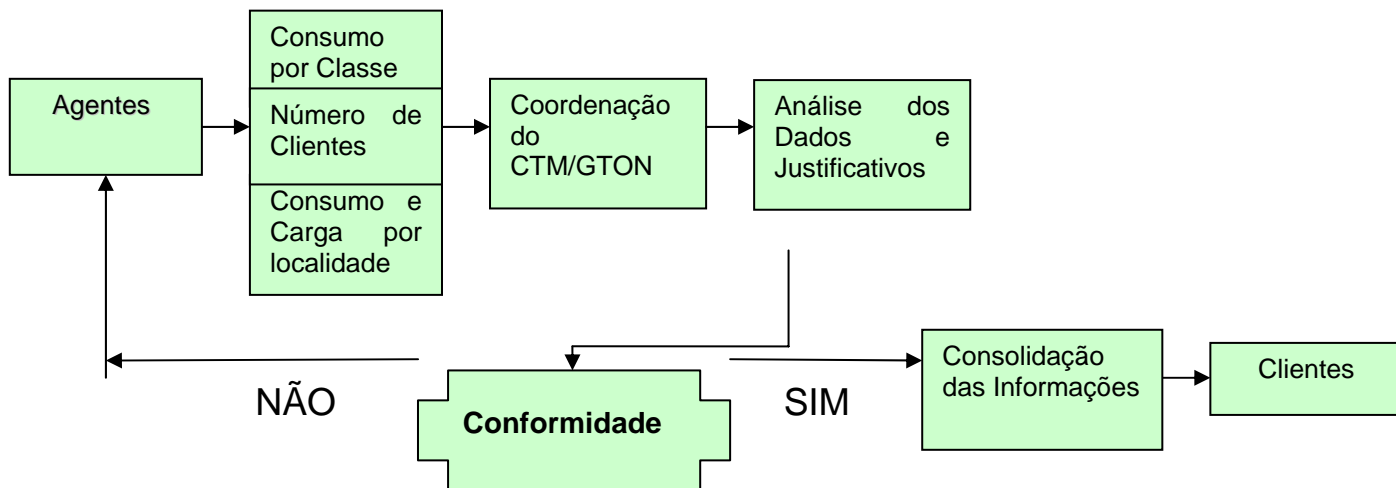 Agentes
Consumo
por Classe
Número de
Clientes
Consumo e
Carga por
localidade
Coordenação
do
CTM/GTON
Análise dos
Dados e
Justificativos
NÃO
Conformidade
SIM
Consolidação
das Informações
Clientes